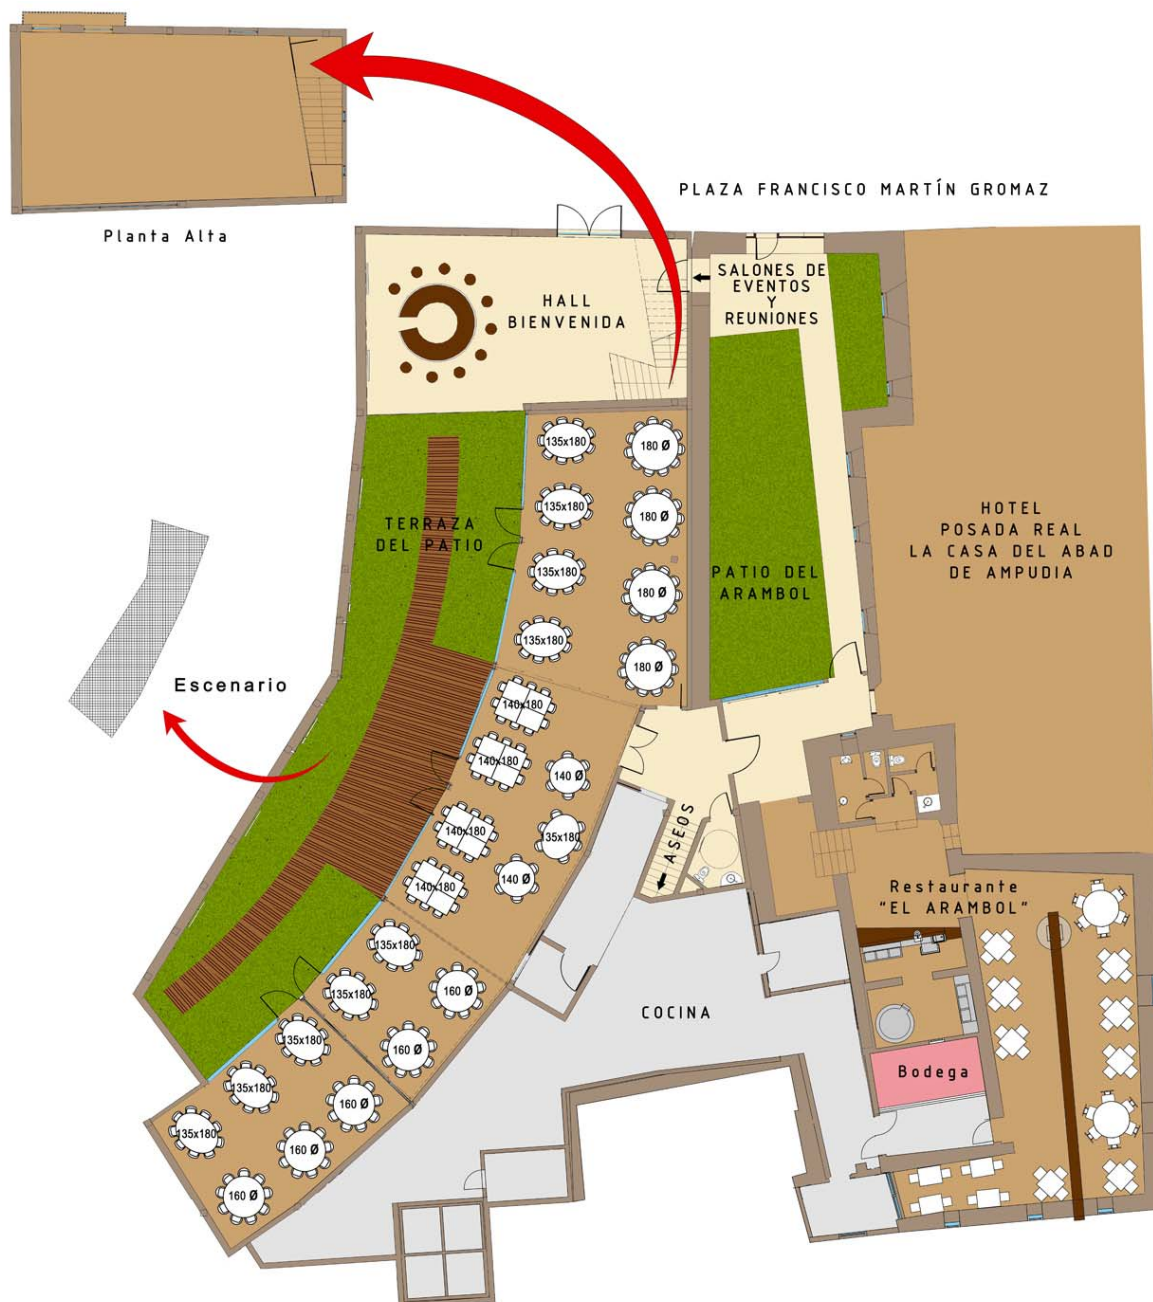 Planta Alta
PLAZA FRANCISCO MARTÍN GROMAZ
HALL
BIENVENIDA
SALONES DE
EVENTOS
Y
REUNIONES
135x180
180 Ø
135x180
180 Ø
135x180
180 Ø
135x180
180 Ø
TERRAZA
DEL PATIO
PATIO DEL
ARAMBOL
HOTEL
POSADA REAL
LA CASA DEL ABAD
DE AMPUDIA
Escenario
140x180
140x180
140 Ø
140x180
135x180
140x180
140 Ø
ASEOS
Restaurante
"EL ARAMBOL"
135x180
135x180
160 Ø
160 Ø
COCINA
Bodega
135x180
135x180
160 Ø
135x180
160 Ø
160 Ø